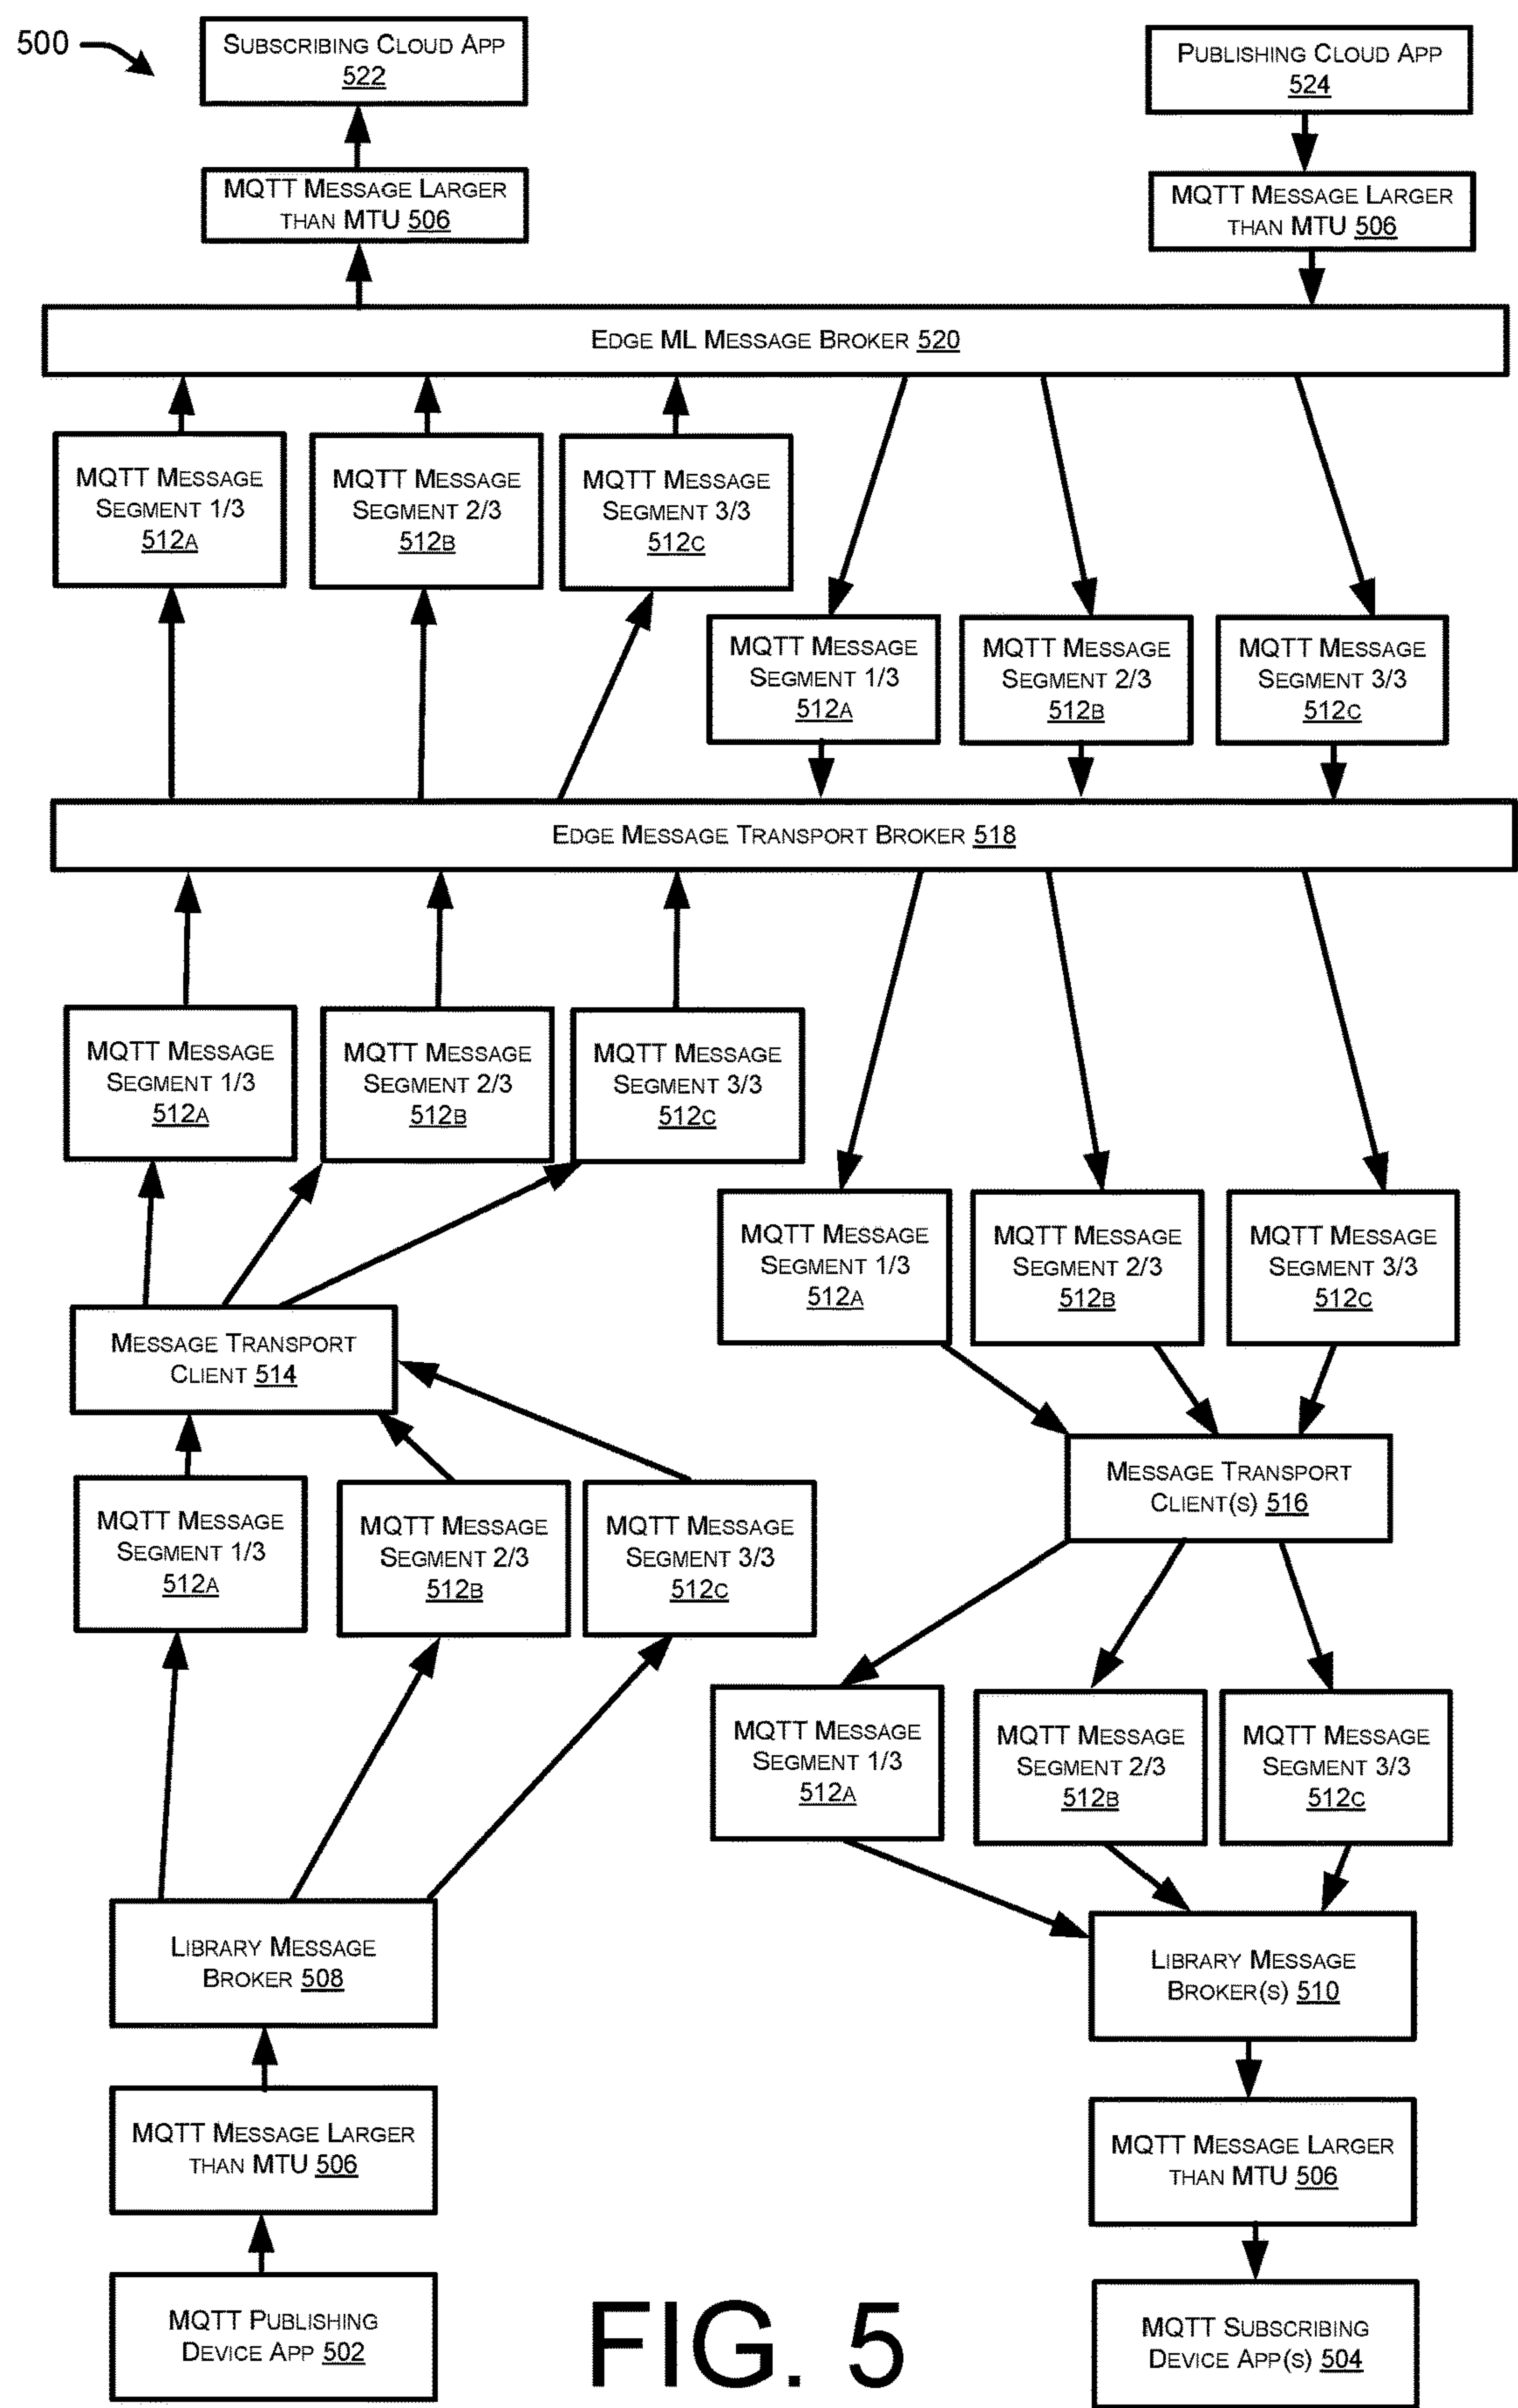 500
Subscribing Cloud App
522
Publishing Cloud App
524
MQTT Message Larger
than MTU 506
MQTT Message Larger
than MTU 506
Edge ML Message Broker 520
MQTT Message
Segment 1/3
512A
MQTT Message
Segment 2/3
512B
MQTT Message
Segment 3/3
512C
MQTT Message
Segment 1/3
512A
MQTT Message
Segment 2/3
512B
MQTT Message
Segment 3/3
512C
Edge Message Transport Broker 518
MQTT Message
Segment 1/3
512A
MQTT Message
Segment 2/3
512B
MQTT Message
Segment 3/3
512C
MQTT Message
Segment 1/3
512A
MQTT Message
Segment 2/3
512B
MQTT Message
Segment 3/3
512C
Message Transport
Client 514
Message Transport
Client(s) 516
MQTT Message
Segment 1/3
512A
MQTT Message
Segment 2/3
512B
MQTT Message
Segment 3/3
512C
MQTT Message
Segment 1/3
512A
MQTT Message
Segment 2/3
512B
MQTT Message
Segment 3/3
512C
Library Message
Broker 508
Library Message
Broker(s) 510
MQTT Message Larger
than MTU 506
MQTT Message Larger
than MTU 506
MQTT Publishing
Device App 502
MQTT Subscribing
Device App(s) 504
FIG. 5